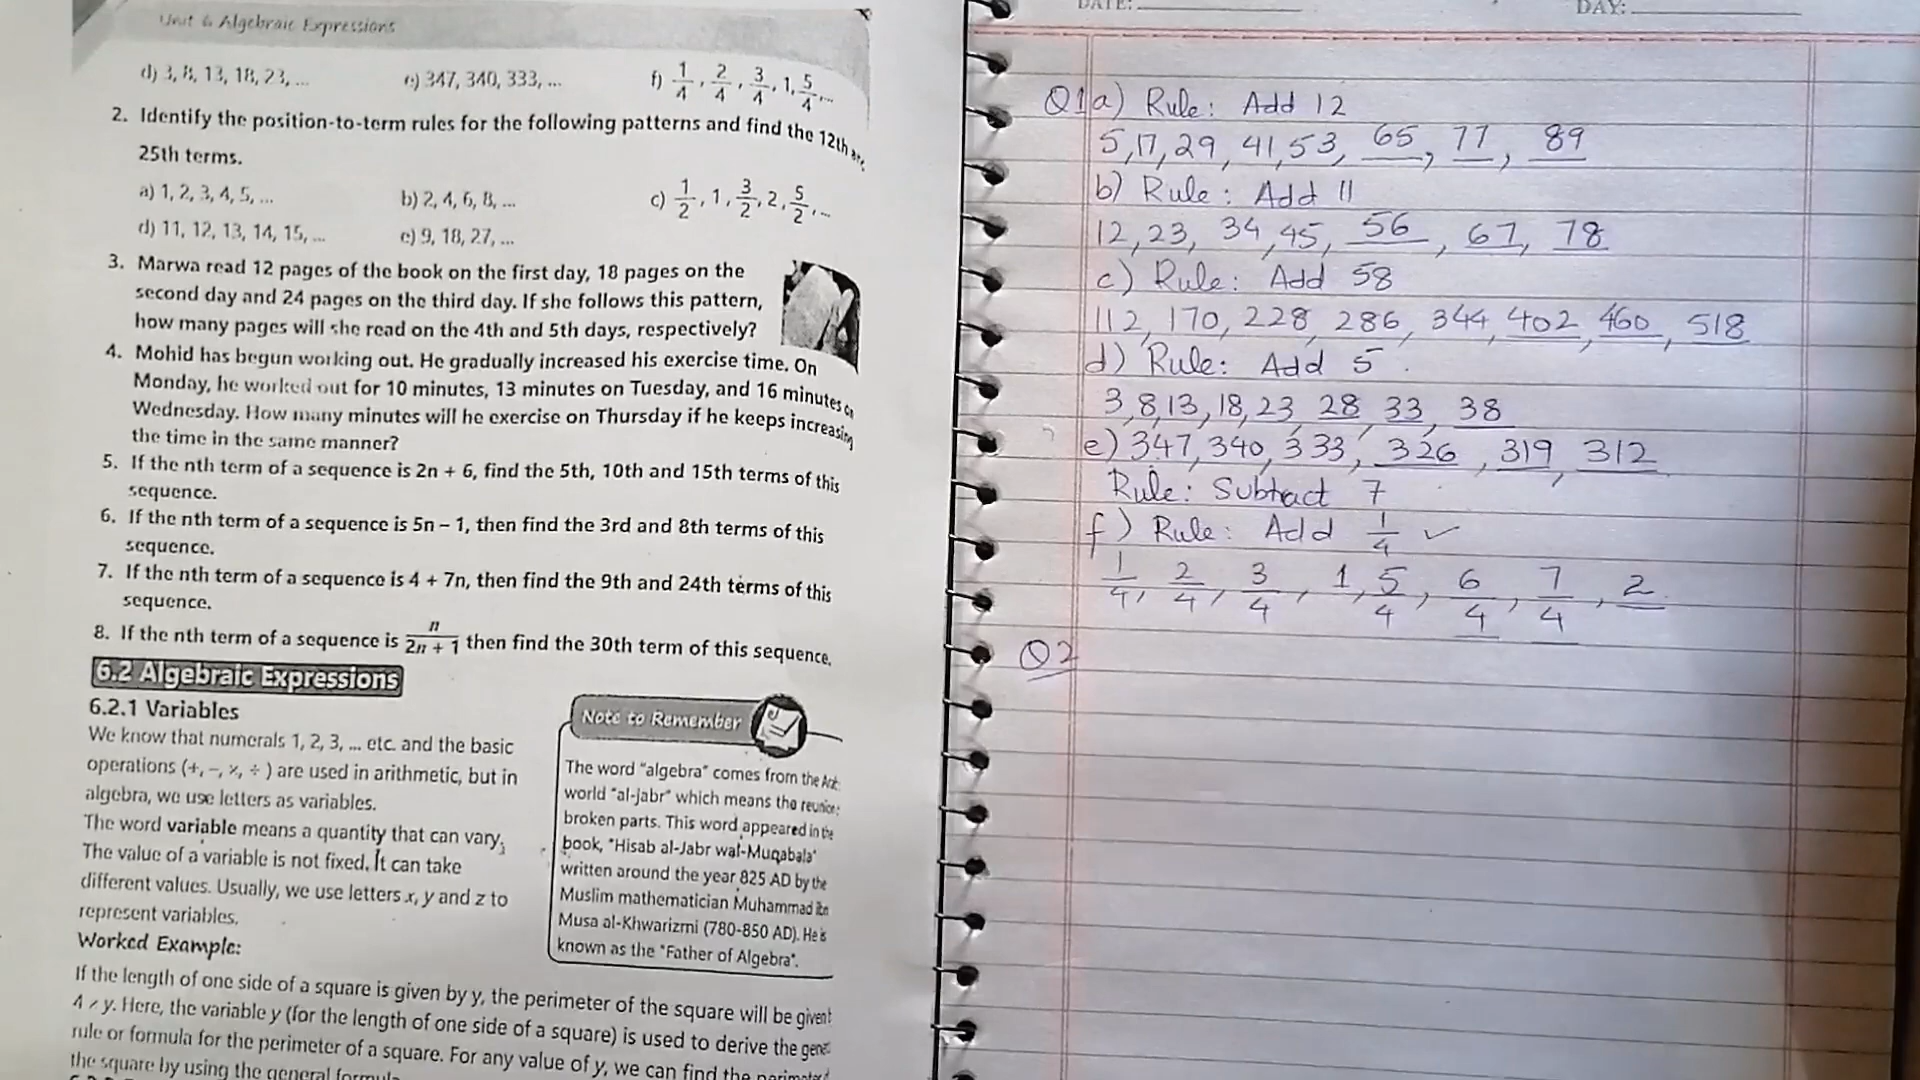 Unit 6 Algebraic Expressions
d) 3, 8, 13, 18, 23, ... e) 347, 340, 333, ... f) 1/4, 2/4, 3/4, 1, 5/4, ...
2. Identify the position-to-term rules for the following patterns and find the 12th
25th terms.
a) 1, 2, 3, 4, 5, ... b) 2, 4, 6, 8, ... c) 1/2, 1, 3/2, 2, 5/2, ...
d) 11, 12, 13, 14, 15, ... e) 9, 18, 27, ...
3. Marwa read 12 pages of the book on the first day, 18 pages on the
second day and 24 pages on the third day. If she follows this pattern,
how many pages will she read on the 4th and 5th days, respectively?
4. Mohid has begun working out. He gradually increased his exercise time. On
Monday, he worked out for 10 minutes, 13 minutes on Tuesday, and 16 minutes on
Wednesday. How many minutes will he exercise on Thursday if he keeps increasing
the time in the same manner?
5. If the nth term of a sequence is 2n + 6, find the 5th, 10th and 15th terms of this
sequence.
6. If the nth term of a sequence is 5n – 1, then find the 3rd and 8th terms of this
sequence.
7. If the nth term of a sequence is 4 + 7n, then find the 9th and 24th terms of this
sequence.
8. If the nth term of a sequence is n/(2n + 1) then find the 30th term of this sequence.
6.2 Algebraic Expressions
6.2.1 Variables
We know that numerals 1, 2, 3, ... etc. and the basic
operations (+, –, ×, ÷ ) are used in arithmetic, but in
algebra, we use letters as variables.
The word variable means a quantity that can vary.
The value of a variable is not fixed. It can take
different values. Usually, we use letters x, y and z to
represent variables.
Note to Remember
The word "algebra" comes from the
world "al-jabr" which means the
broken parts. This word appeared in the
book, "Hisab al-Jabr wal-Muqabala"
written around the year 825 AD by the
Muslim mathematician Muhammad ibn
Musa al-Khwarizmi (780-850 AD). He is
known as the "Father of Algebra".
Worked Example:
If the length of one side of a square is given by y, the perimeter of the square will be given
4 × y. Here, the variable y (for the length of one side of a square) is used to derive the
rule or formula for the perimeter of a square. For any value of y, we can find the
the square by using the general
DATE: DAY:
Q1 a) Rule: Add 12
5, 17, 29, 41, 53, 65, 77, 89
b) Rule: Add 11
12, 23, 34, 45, 56, 67, 78
c) Rule: Add 58
112, 170, 228, 286, 344, 402, 460, 518
d) Rule: Add 5
3, 8, 13, 18, 23, 28, 33, 38
e) 347, 340, 333, 326, 319, 312
Rule: Subtract 7
f) Rule: Add 1/4 ✓
1/4, 2/4, 3/4, 1, 5/4, 6/4, 7/4, 2
Q2